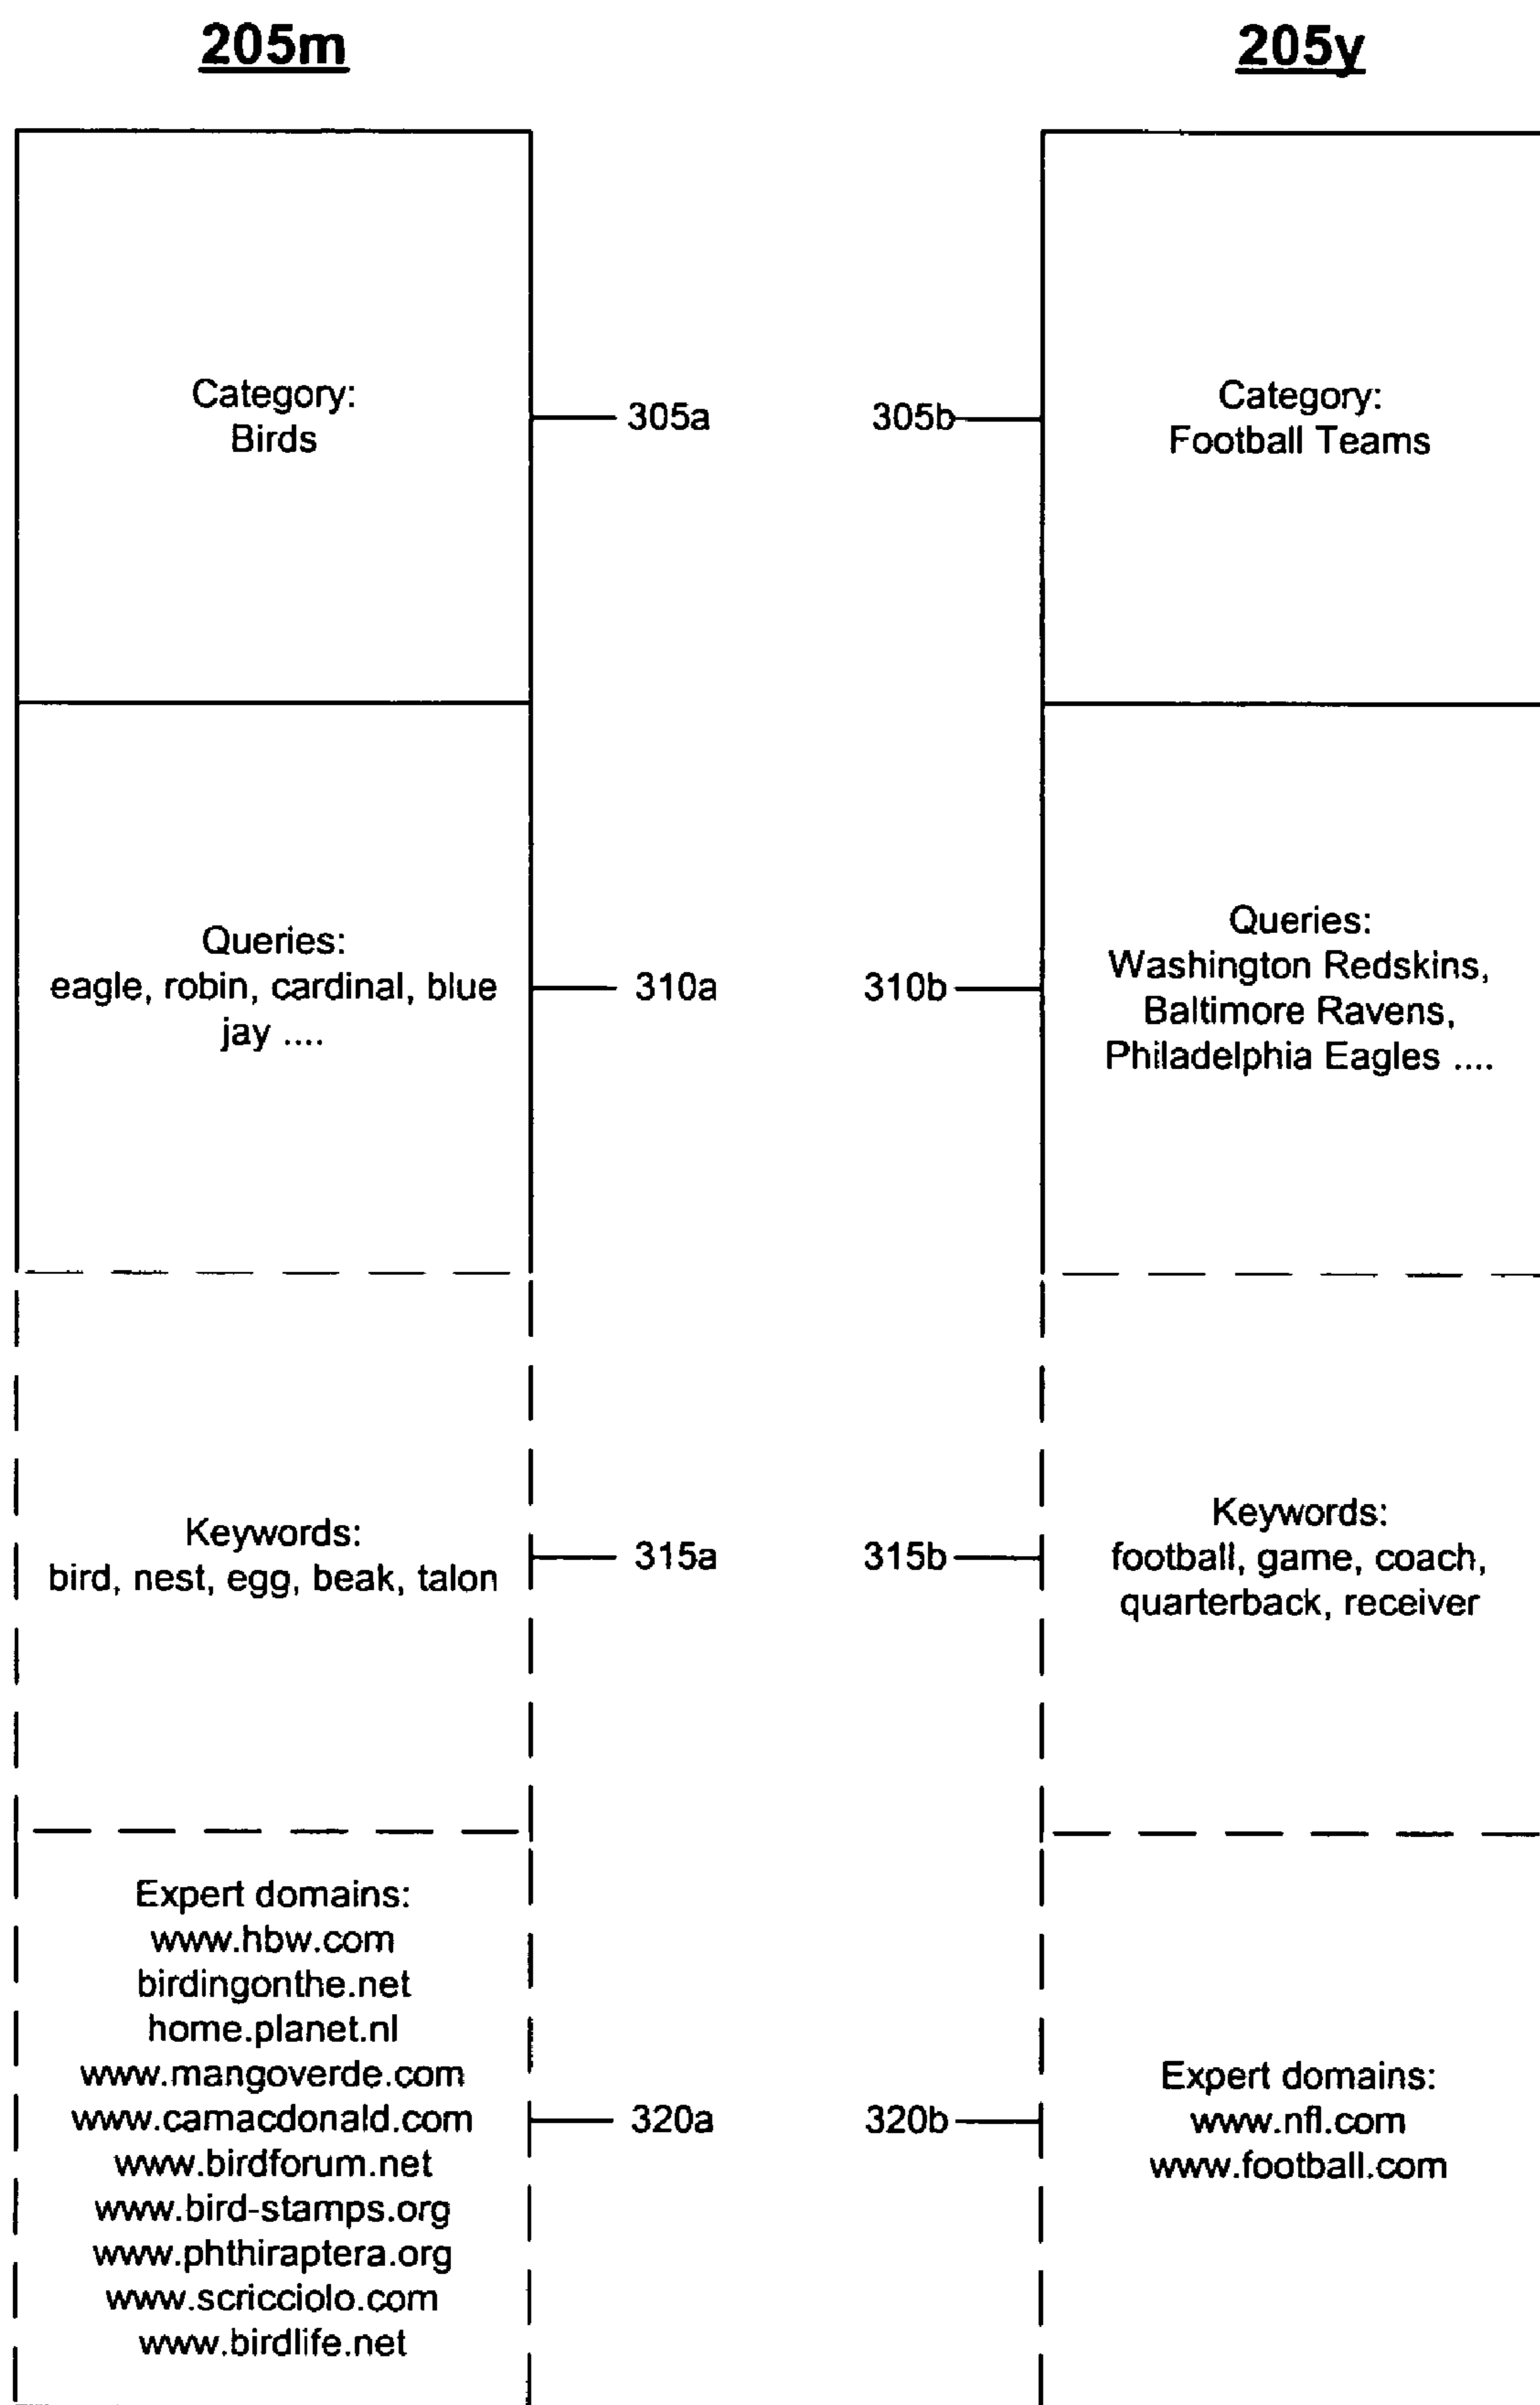 205m
205y
Category:
Birds
305a
305b
Category:
Football Teams
Queries:
eagle, robin, cardinal, blue
jay ....
310a
310b
Queries:
Washington Redskins,
Baltimore Ravens,
Philadelphia Eagles ....
Keywords:
bird, nest, egg, beak, talon
315a
315b
Keywords:
football, game, coach,
quarterback, receiver
Expert domains:
www.hbw.com
birdingonthe.net
home.planet.nl
www.mangoverde.com
www.camacdonald.com
www.birdforum.net
www.bird-stamps.org
www.phthiraptera.org
www.scricciolo.com
www.birdlife.net
320a
320b
Expert domains:
www.nfl.com
www.football.com